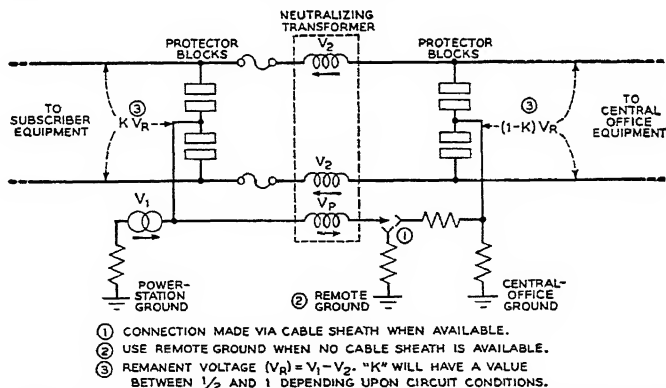 NEUTRALIZING
TRANSFORMER
PROTECTOR
BLOCKS
V2
PROTECTOR
BLOCKS
TO
SUBSCRIBER
EQUIPMENT
③
K VR
V2
③
(1-K) VR
TO
CENTRAL
OFFICE
EQUIPMENT
V1
VP
①
POWER-
STATION
GROUND
② REMOTE
GROUND
CENTRAL-
OFFICE
GROUND
① CONNECTION MADE VIA CABLE SHEATH WHEN AVAILABLE.
② USE REMOTE GROUND WHEN NO CABLE SHEATH IS AVAILABLE.
③ REMANENT VOLTAGE (VR) = V1 - V2. "K" WILL HAVE A VALUE
BETWEEN 1/2 AND 1 DEPENDING UPON CIRCUIT CONDITIONS.